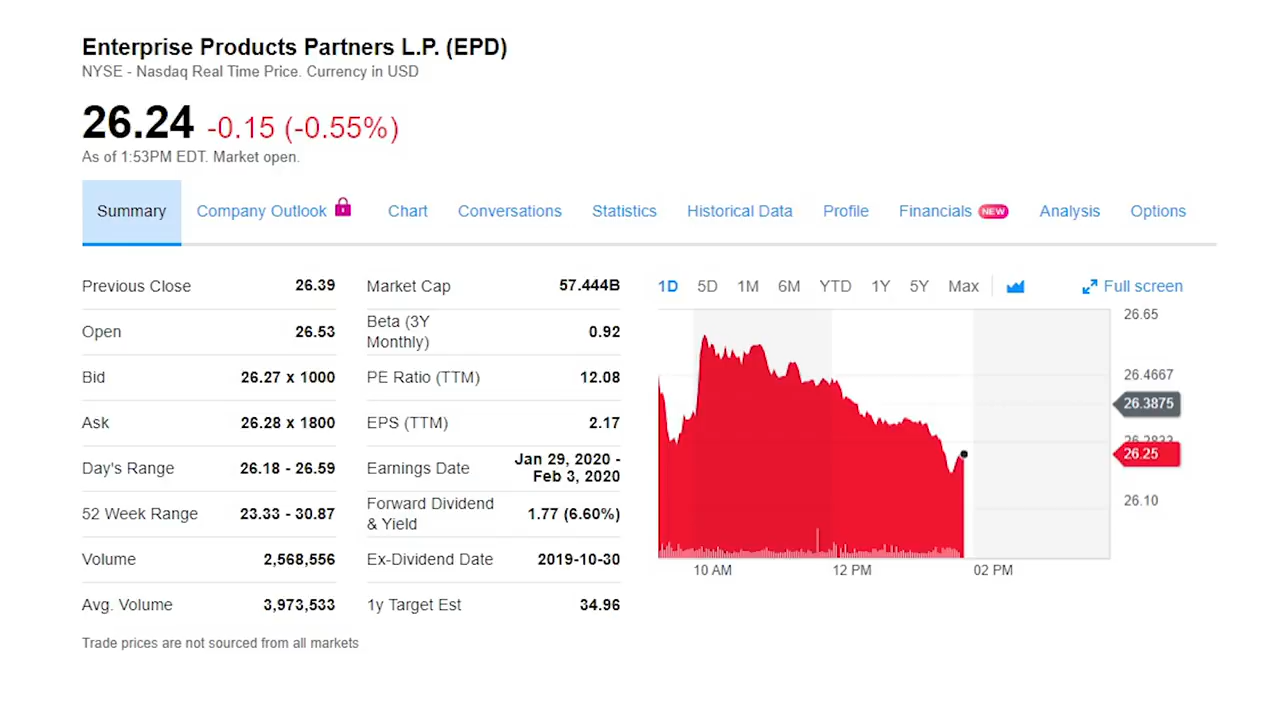 Enterprise Products Partners L.P. (EPD)
NYSE - Nasdaq Real Time Price. Currency in USD
26.24 -0.15 (-0.55%)
As of 1:53PM EDT. Market open.
Summary Company Outlook Chart Conversations Statistics Historical Data Profile Financials NEW Analysis Options
Previous Close 26.39
Open 26.53
Bid 26.27 x 1000
Ask 26.28 x 1800
Day's Range 26.18 - 26.59
52 Week Range 23.33 - 30.87
Volume 2,568,556
Avg. Volume 3,973,533
Trade prices are not sourced from all markets
Market Cap 57.444B
Beta (3Y
Monthly) 0.92
PE Ratio (TTM) 12.08
EPS (TTM) 2.17
Earnings Date Jan 29, 2020 -
Feb 3, 2020
Forward Dividend
& Yield 1.77 (6.60%)
Ex-Dividend Date 2019-10-30
1y Target Est 34.96
1D 5D 1M 6M YTD 1Y 5Y Max Full screen
26.65
26.4667
26.3875
26.2833
26.25
26.10
10 AM 12 PM 02 PM